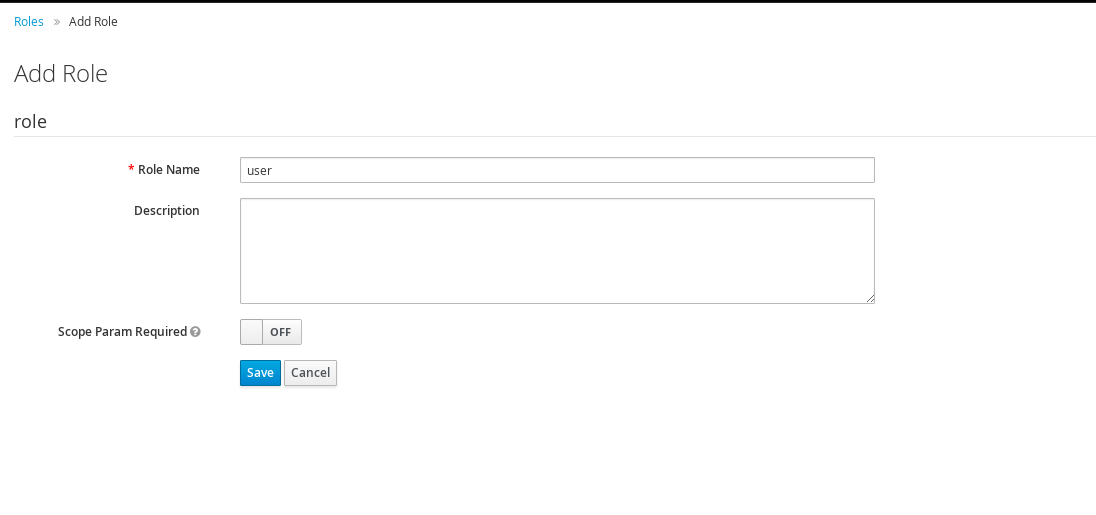 Roles » Add Role
Add Role
role
* Role Name
user
Description
Scope Param Required ?
OFF
Save Cancel